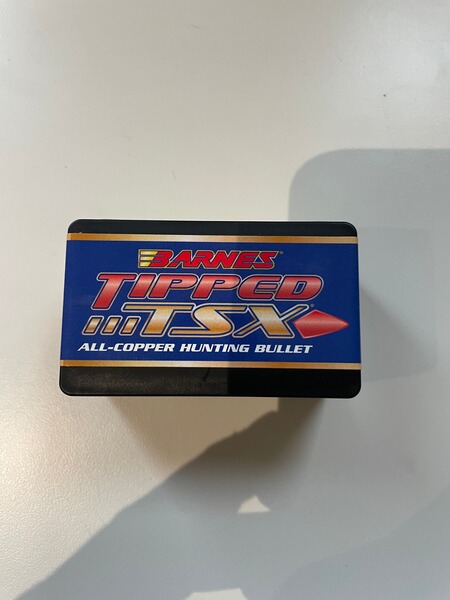 BARNES
TIPPED
TSX®
ALL-COPPER HUNTING BULLET